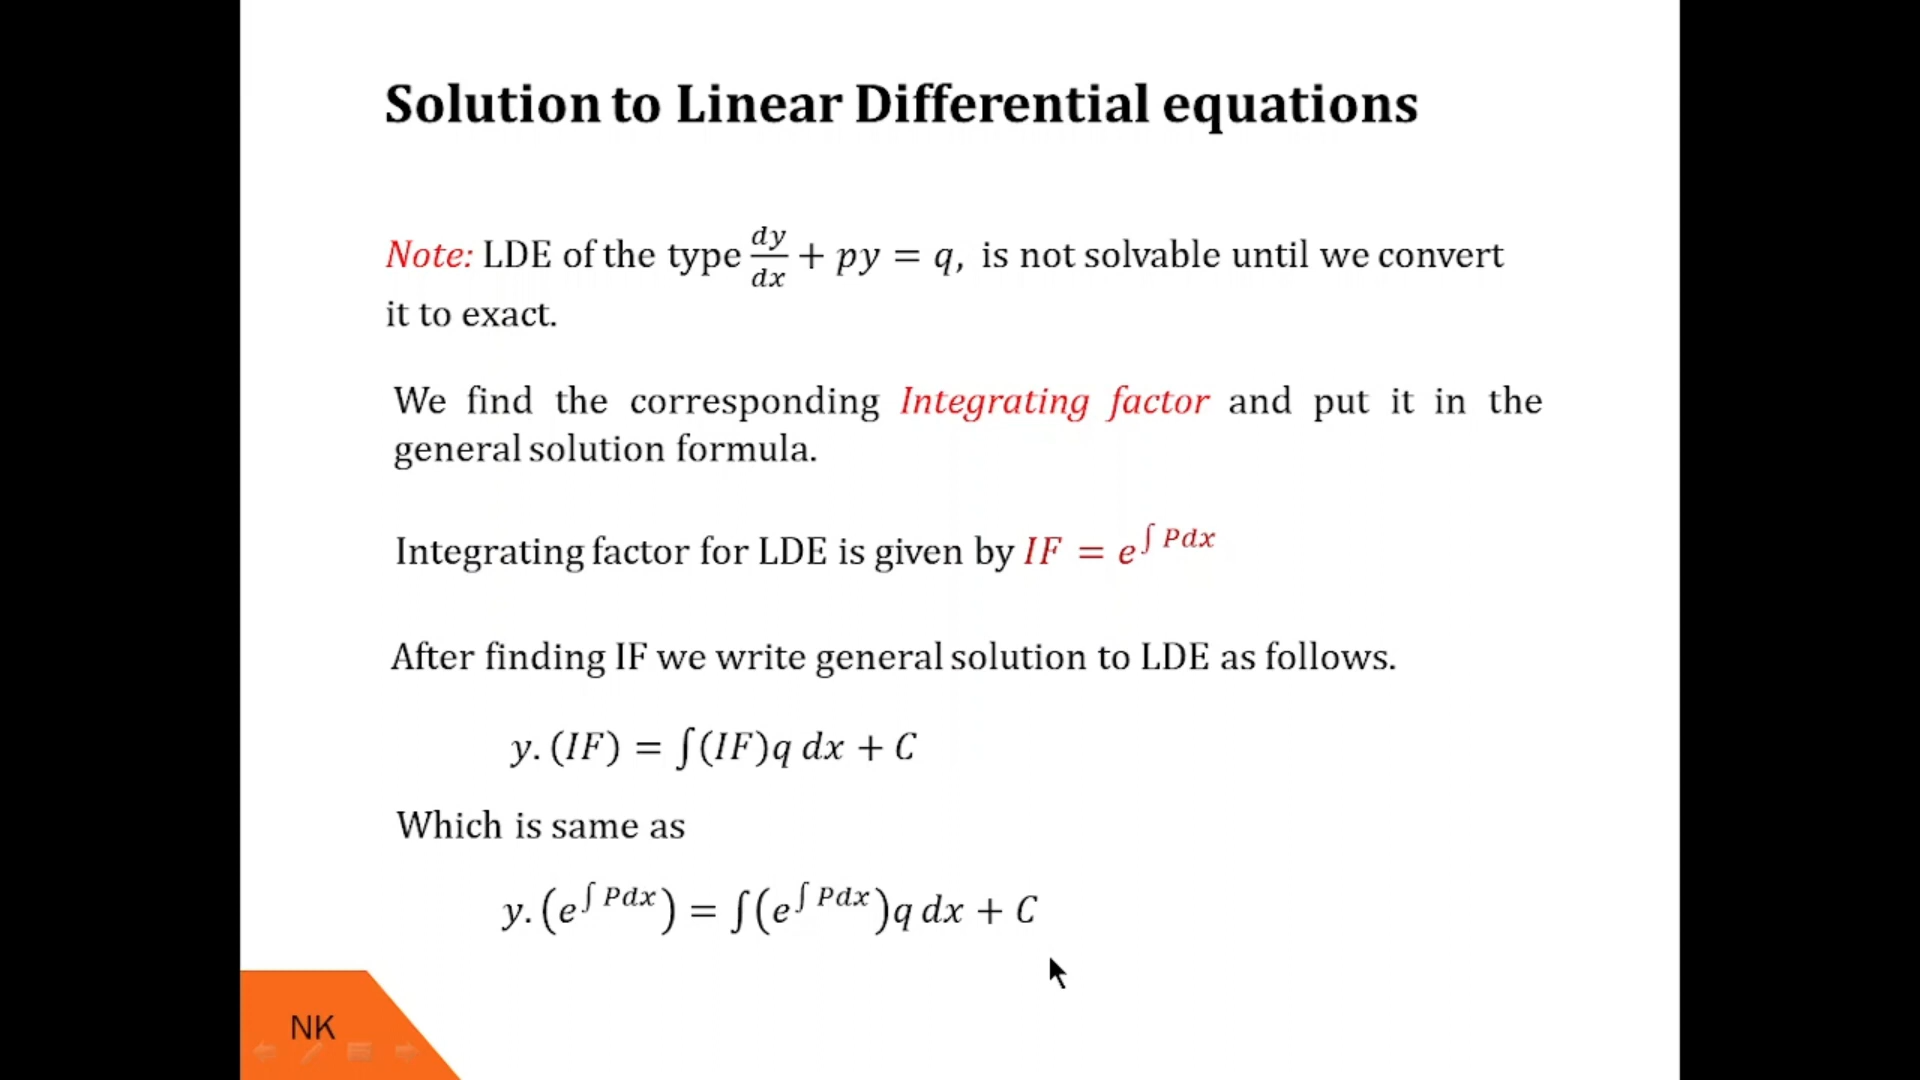 Solution to Linear Differential equations
Note: LDE of the type dy/dx + py = q, is not solvable until we convert
it to exact.
We find the corresponding Integrating factor and put it in the
general solution formula.
Integrating factor for LDE is given by IF = e^∫ Pdx
After finding IF we write general solution to LDE as follows.
y. (IF) = ∫(IF)q dx + C
Which is same as
y. (e^∫ Pdx) = ∫(e^∫ Pdx)q dx + C
NK